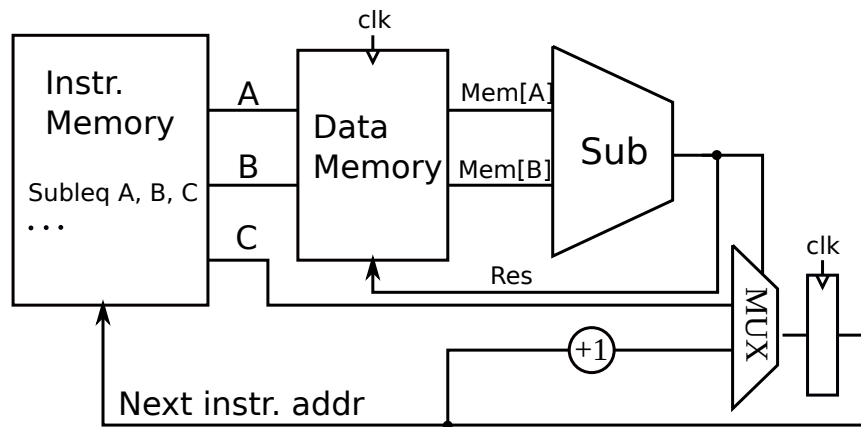 clk
Instr.
Memory
Subleq A, B, C
...
A
B
C
Data
Memory
Mem[A]
Mem[B]
Sub
Res
clk
MUX
+1
Next instr. addr